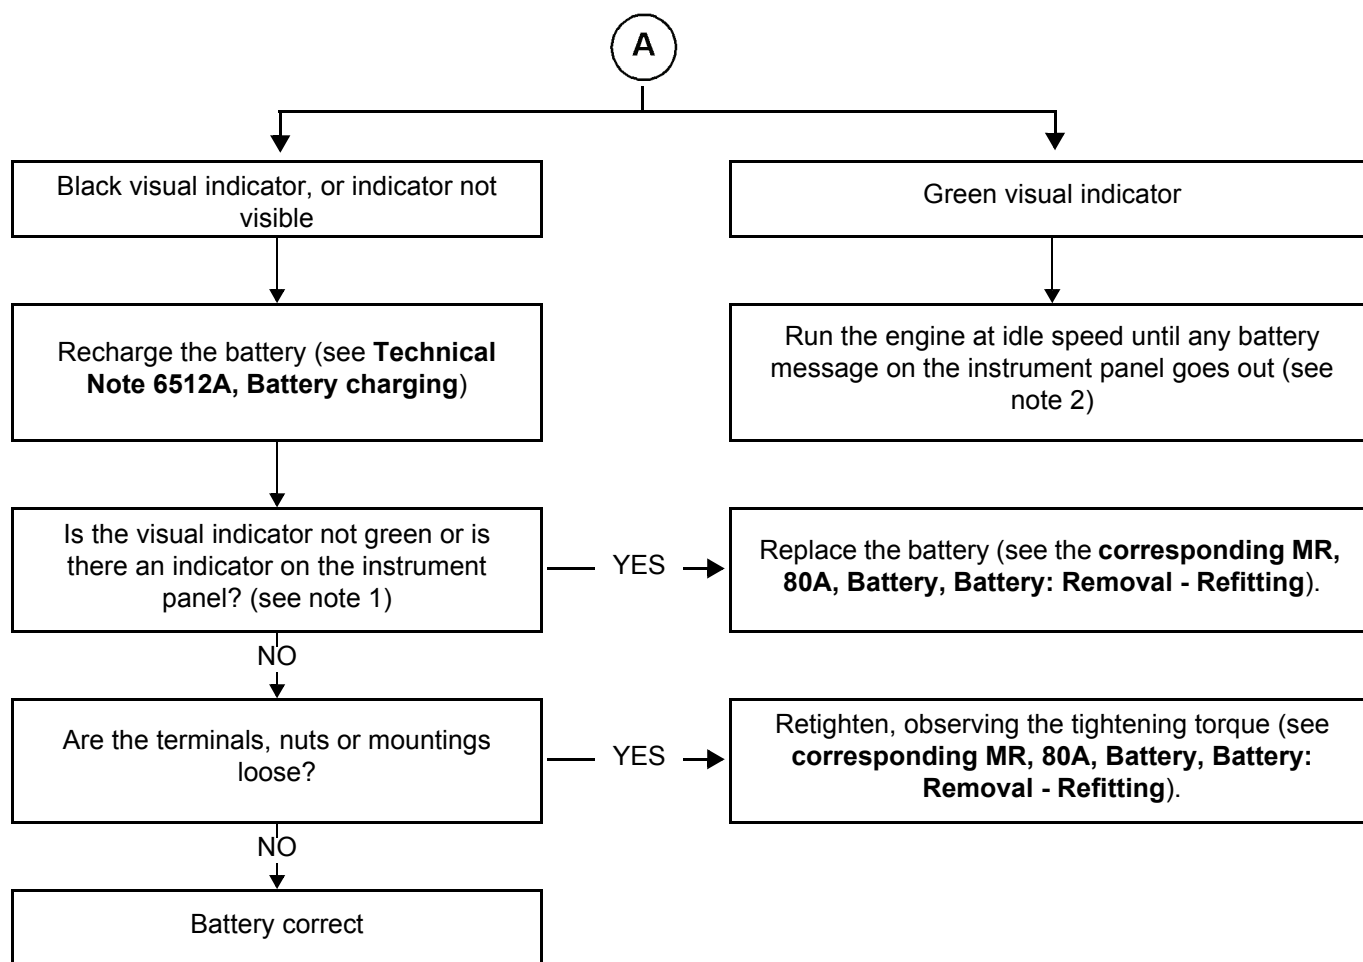 A
Black visual indicator, or indicator not
visible
Green visual indicator
Recharge the battery (see Technical
Note 6512A, Battery charging)
Run the engine at idle speed until any battery
message on the instrument panel goes out (see
note 2)
Is the visual indicator not green or is
there an indicator on the instrument
panel? (see note 1)
YES
Replace the battery (see the corresponding MR,
80A, Battery, Battery: Removal - Refitting).
NO
Are the terminals, nuts or mountings
loose?
YES
Retighten, observing the tightening torque (see
corresponding MR, 80A, Battery, Battery:
Removal - Refitting).
NO
Battery correct